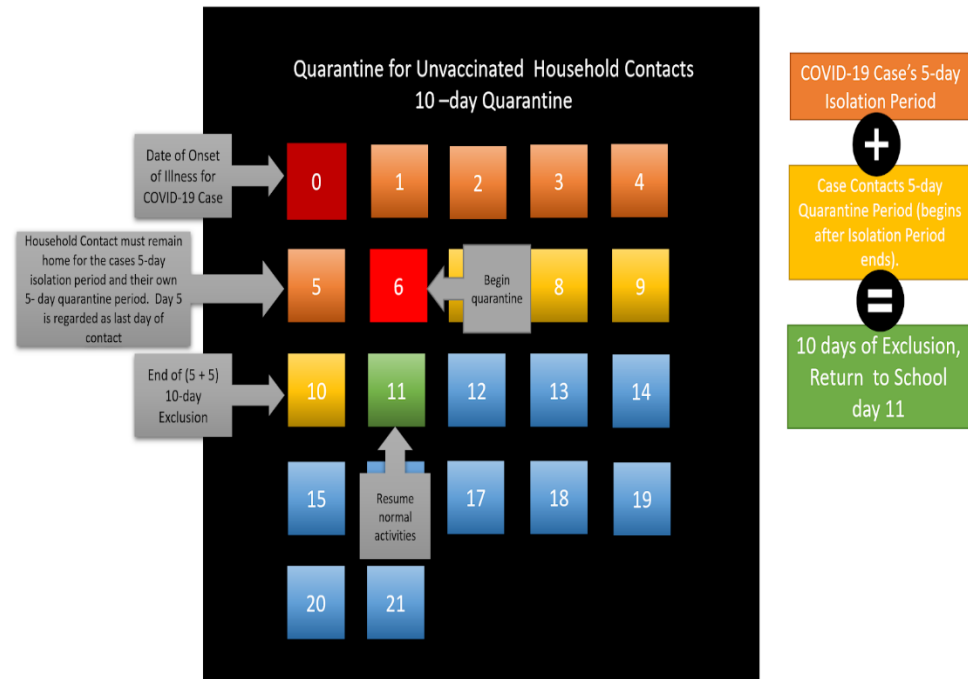 Quarantine for Unvaccinated Household Contacts
10 –day Quarantine
Date of Onset
of Illness for
COVID-19 Case
0
1
2
3
4
Household Contact must remain
home for the cases 5-day
isolation period and their own
5- day quarantine period. Day 5
is regarded as last day of
contact
5
6
Begin
quarantine
8
9
End of (5 + 5)
10-day
Exclusion
10
11
12
13
14
15
17
18
19
Resume
normal
activities
20
21
COVID-19 Case's 5-day
Isolation Period
+
Case Contacts 5-day
Quarantine Period (begins
after Isolation Period
ends).
=
10 days of Exclusion,
Return to School
day 11